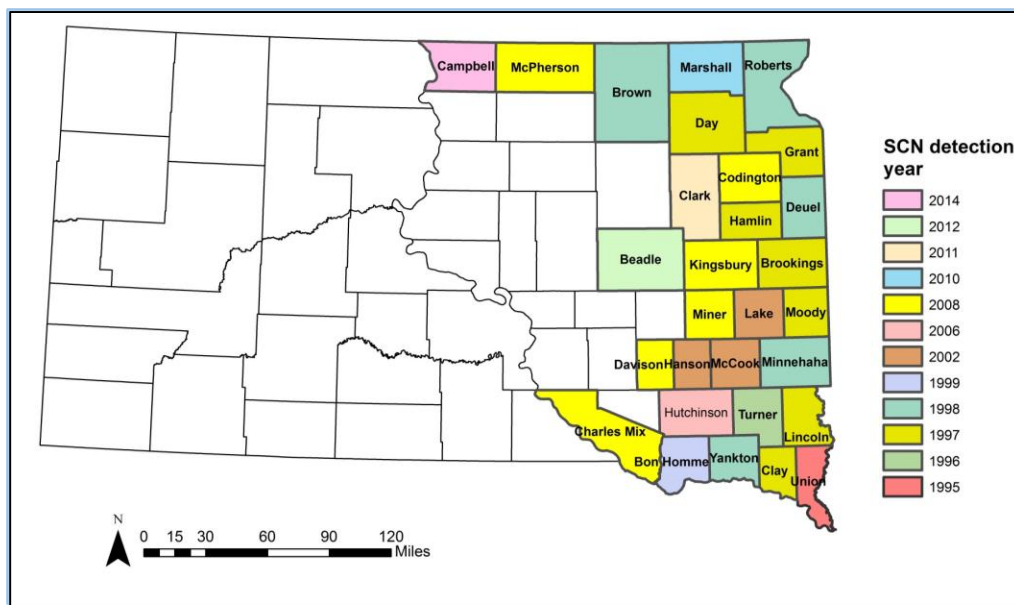 Campbell
McPherson
Brown
Marshall
Roberts
Day
Grant
Codington
Clark
Hamlin
Deuel
Beadle
Kingsbury
Brookings
Miner
Lake
Moody
Davison
Hanson
McCook
Minnehaha
Hutchinson
Turner
Lincoln
Charles Mix
Bon Homme
Yankton
Clay
Union
SCN detection
year
2014
2012
2011
2010
2008
2006
2002
1999
1998
1997
1996
1995
N
0 15 30 60 90 120
Miles